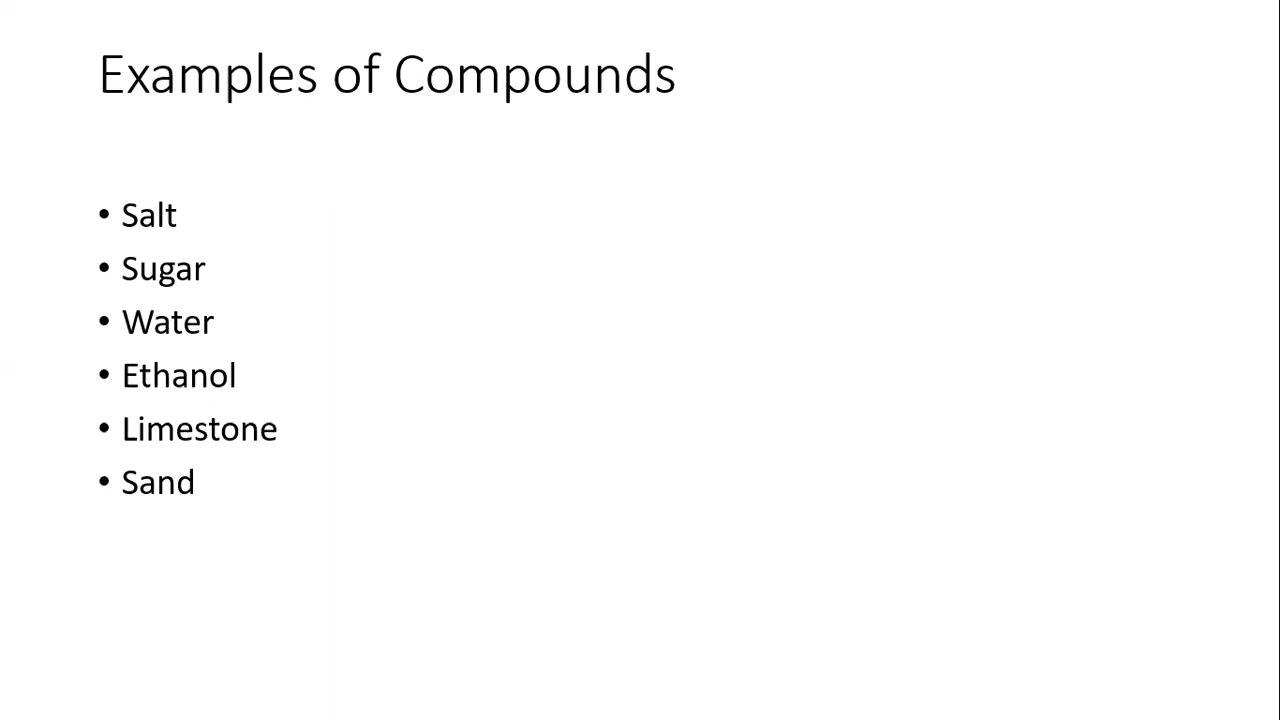 Examples of Compounds
• Salt
• Sugar
• Water
• Ethanol
• Limestone
• Sand